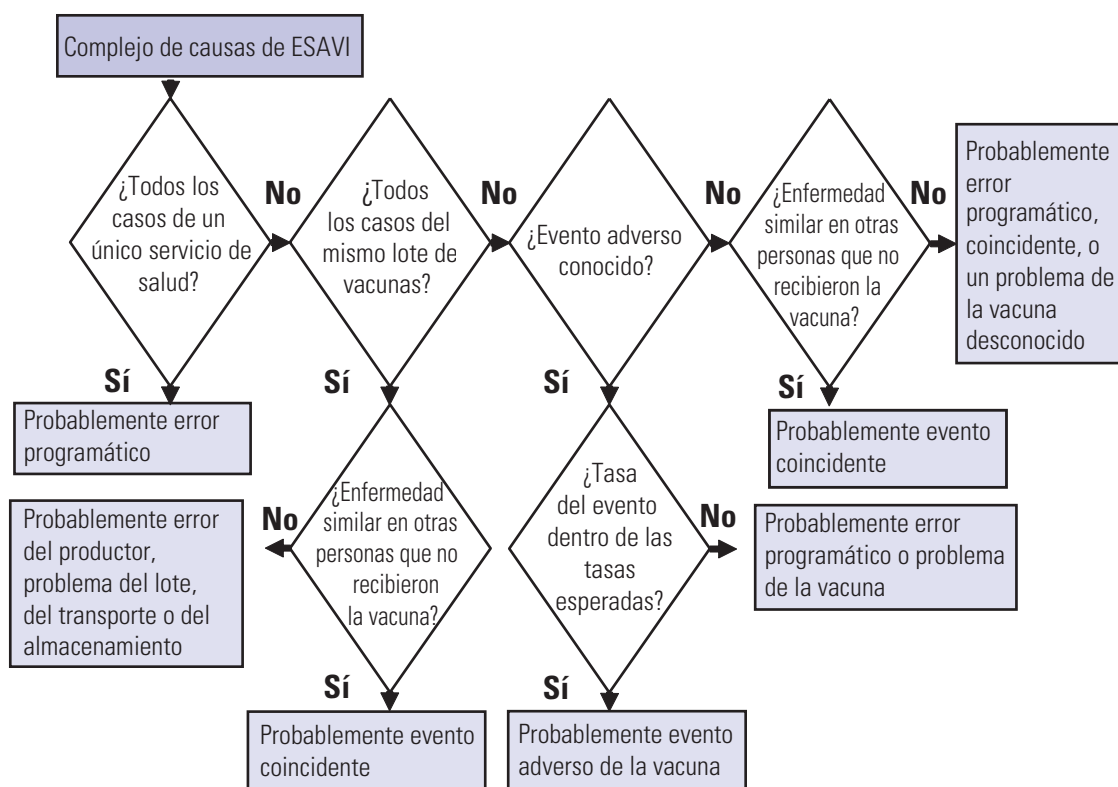 Complejo de causas de ESAVI
¿Todos los
casos de un
único servicio de
salud?
No
Sí
Probablemente error
programático
¿Todos
los casos del
mismo lote de
vacunas?
No
Sí
¿Enfermedad
similar en otras
personas que no
recibieron
la vacuna?
No
Probablemente error
del productor,
problema del lote,
del transporte o del
almacenamiento
Sí
Probablemente evento
coincidente
¿Evento adverso
conocido?
No
Sí
¿Tasa
del evento
dentro de las
tasas
esperadas?
No
Probablemente error
programático o problema
de la vacuna
Sí
Probablemente evento
adverso de la vacuna
¿Enfermedad
similar en otras
personas que no
recibieron la
vacuna?
No
Probablemente
error
programático,
coincidente, o
un problema de
la vacuna
desconocido
Sí
Probablemente evento
coincidente